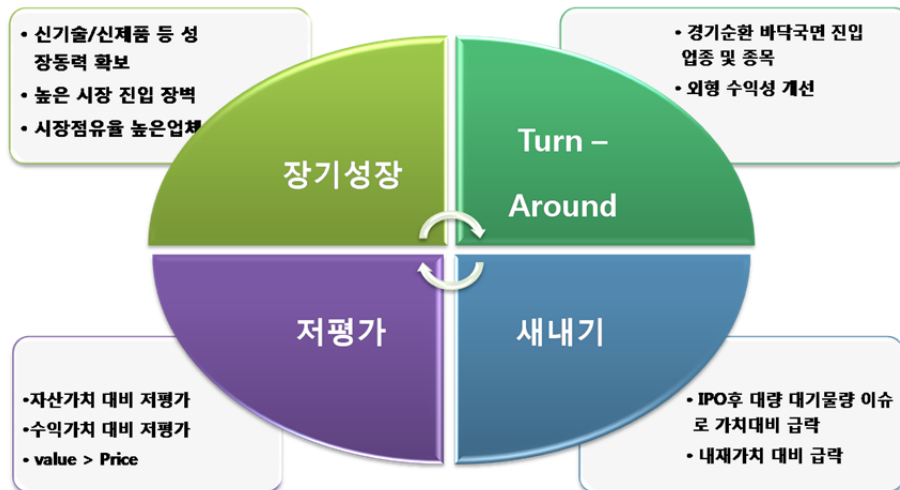 • 신기술/신제품 등 성
장동력 확보
• 높은 시장 진입 장벽
• 시장점유율 높은업체
• 경기순환 바닥국면 진입
업종 및 종목
• 외형 수익성 개선
장기성장
Turn –
Around
저평가
새내기
•자산가치 대비 저평가
•수익가치 대비 저평가
• value > Price
• IPO후 대량 대기물량 이슈
로 가치대비 급락
• 내재가치 대비 급락